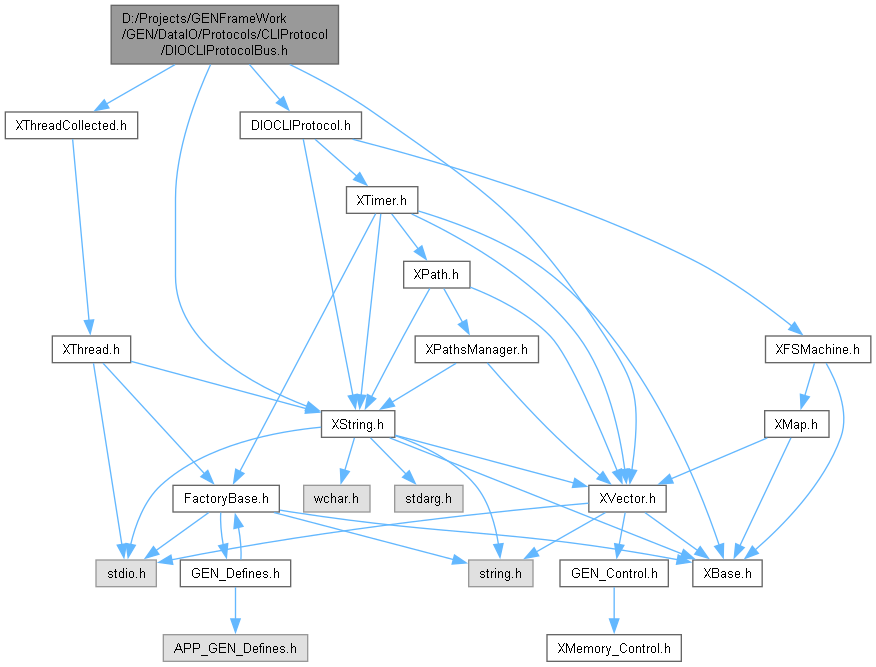 D:/Projects/GENFrameWork
/GEN/DataIO/Protocols/CLIProtocol
/DIOCLIProtocolBus.h
XThreadCollected.h
DIOCLIProtocol.h
XTimer.h
XPath.h
XThread.h
XPathsManager.h
XFSMachine.h
XString.h
XMap.h
FactoryBase.h
wchar.h
stdarg.h
XVector.h
stdio.h
GEN_Defines.h
string.h
GEN_Control.h
XBase.h
APP_GEN_Defines.h
XMemory_Control.h